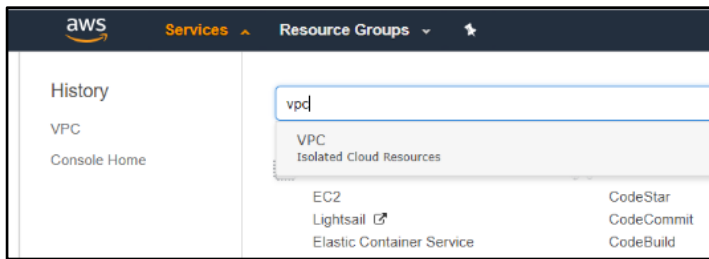 aws
Services
Resource Groups
History
VPC
Console Home
vpc
VPC
Isolated Cloud Resources
EC2
Lightsail
Elastic Container Service
CodeStar
CodeCommit
CodeBuild